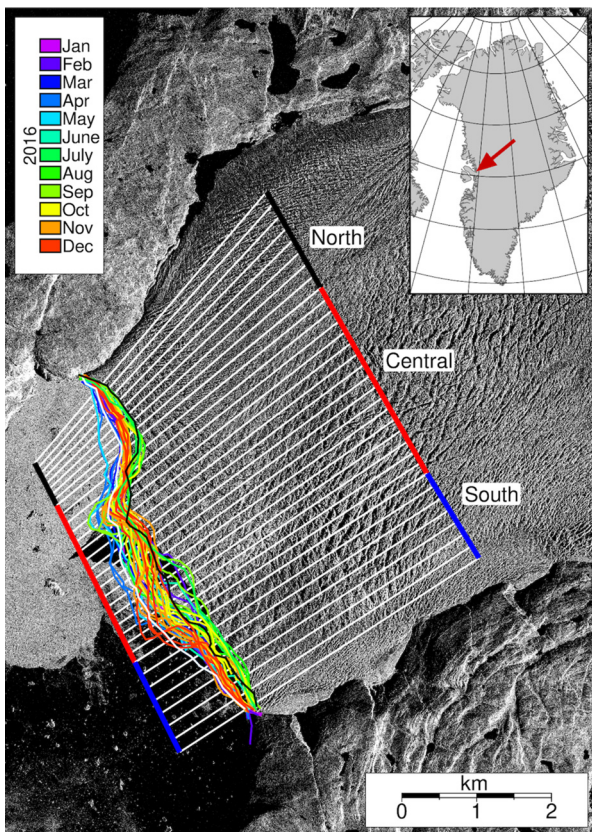 2016
Jan
Feb
Mar
Apr
May
June
July
Aug
Sep
Oct
Nov
Dec
North
Central
South
km
0 1 2